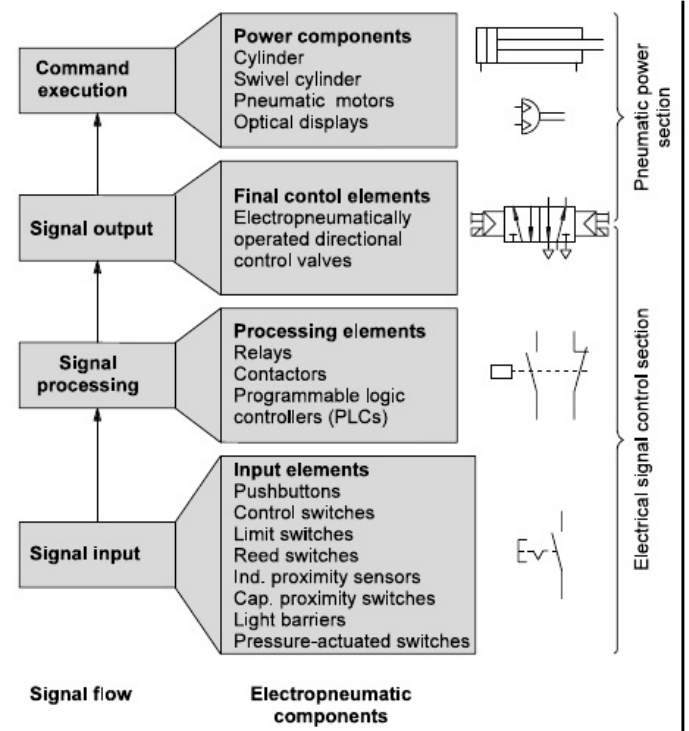 Command
execution
Power components
Cylinder
Swivel cylinder
Pneumatic motors
Optical displays
Pneumatic power
section
Signal output
Final contol elements
Electropneumatically
operated directional
control valves
Signal
processing
Processing elements
Relays
Contactors
Programmable logic
controllers (PLCs)
Electrical signal control section
Signal input
Input elements
Pushbuttons
Control switches
Limit switches
Reed switches
Ind. proximity sensors
Cap. proximity switches
Light barriers
Pressure-actuated switches
Signal flow
Electropneumatic
components